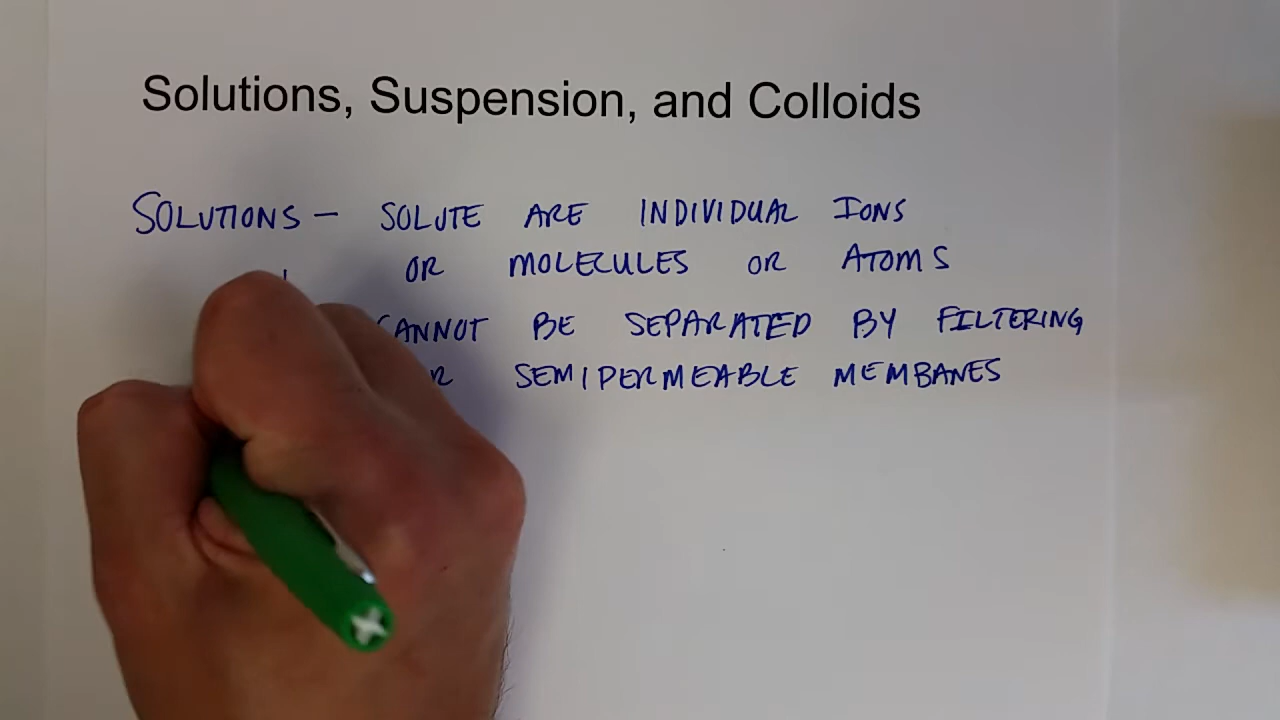 Solutions, Suspension, and Colloids
SOLUTIONS – SOLUTE ARE INDIVIDUAL IONS
OR MOLECULES OR ATOMS
CANNOT BE SEPARATED BY FILTERING
SEMIPERMEABLE MEMBANES